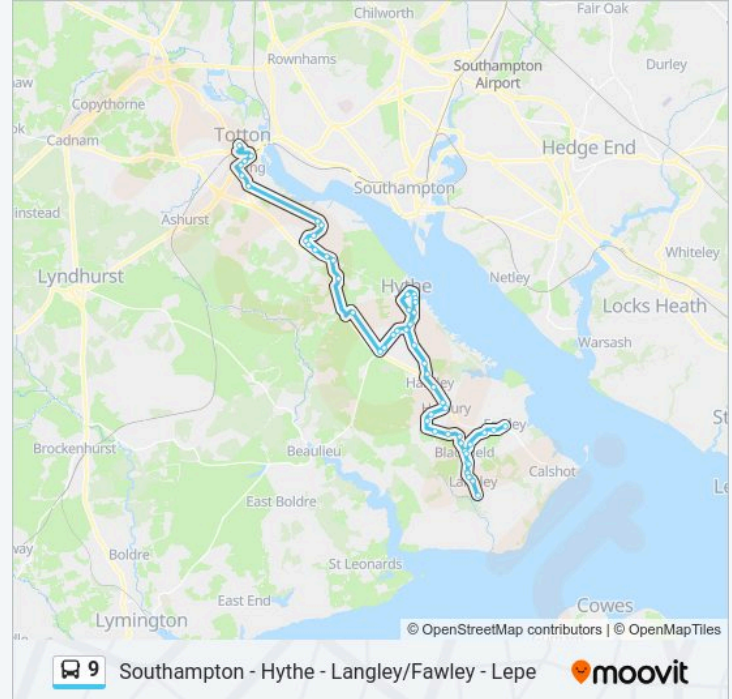 Chilworth
Fair Oak
Rownhams
Southampton
Airport
Durley
Copythorne
Totton
Cadnam
Hedge End
Southampton
Ashurst
Whiteley
Lyndhurst
Hythe
Netley
Locks Heath
Warsash
Brockenhurst
Beaulieu
Calshot
East Boldre
Boldre
St Leonards
East End
Lymington
Cowes
© OpenStreetMap contributors | © OpenMapTiles
9 Southampton - Hythe - Langley/Fawley - Lepe
moovit